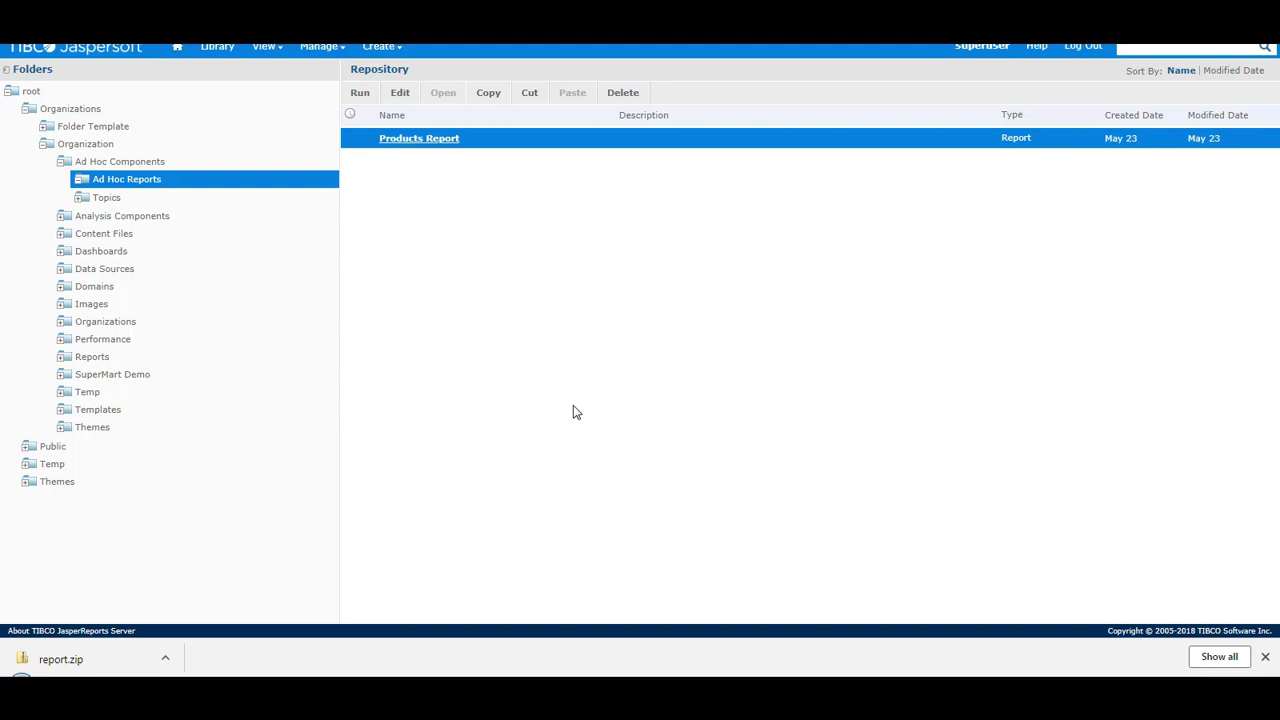 TIBCO Jaspersoft Library View Manage Create Superuser Help Log Out
Folders
root
Organizations
Folder Template
Organization
Ad Hoc Components
Ad Hoc Reports
Topics
Analysis Components
Content Files
Dashboards
Data Sources
Domains
Images
Organizations
Performance
Reports
SuperMart Demo
Temp
Templates
Themes
Public
Temp
Themes
Repository
Sort By: Name | Modified Date
Run Edit Open Copy Cut Paste Delete
Name Description Type Created Date Modified Date
Products Report Report May 23 May 23
About TIBCO JasperReports Server
Copyright © 2005-2018 TIBCO Software Inc.
report.zip
Show all